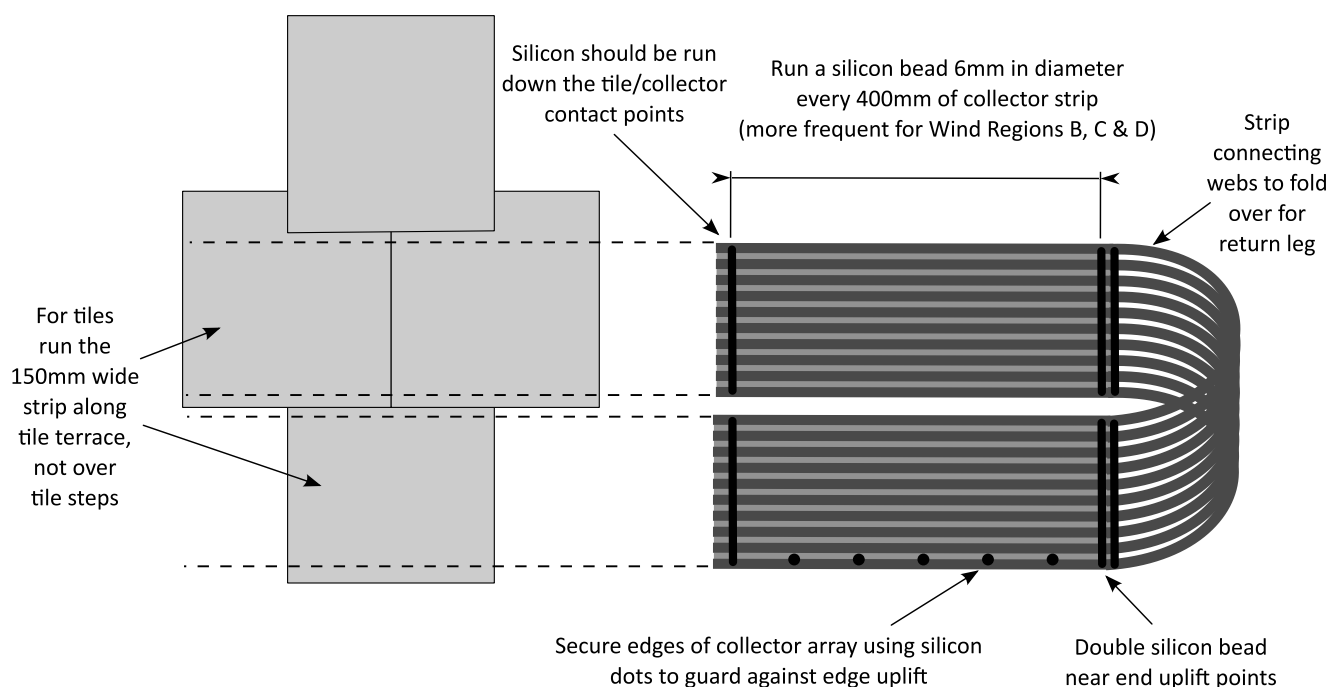 Silicon should be run
down the tile/collector
contact points
Run a silicon bead 6mm in diameter
every 400mm of collector strip
(more frequent for Wind Regions B, C & D)
Strip
connecting
webs to fold
over for
return leg
For tiles
run the
150mm wide
strip along
tile terrace,
not over
tile steps
Secure edges of collector array using silicon
dots to guard against edge uplift
Double silicon bead
near end uplift points